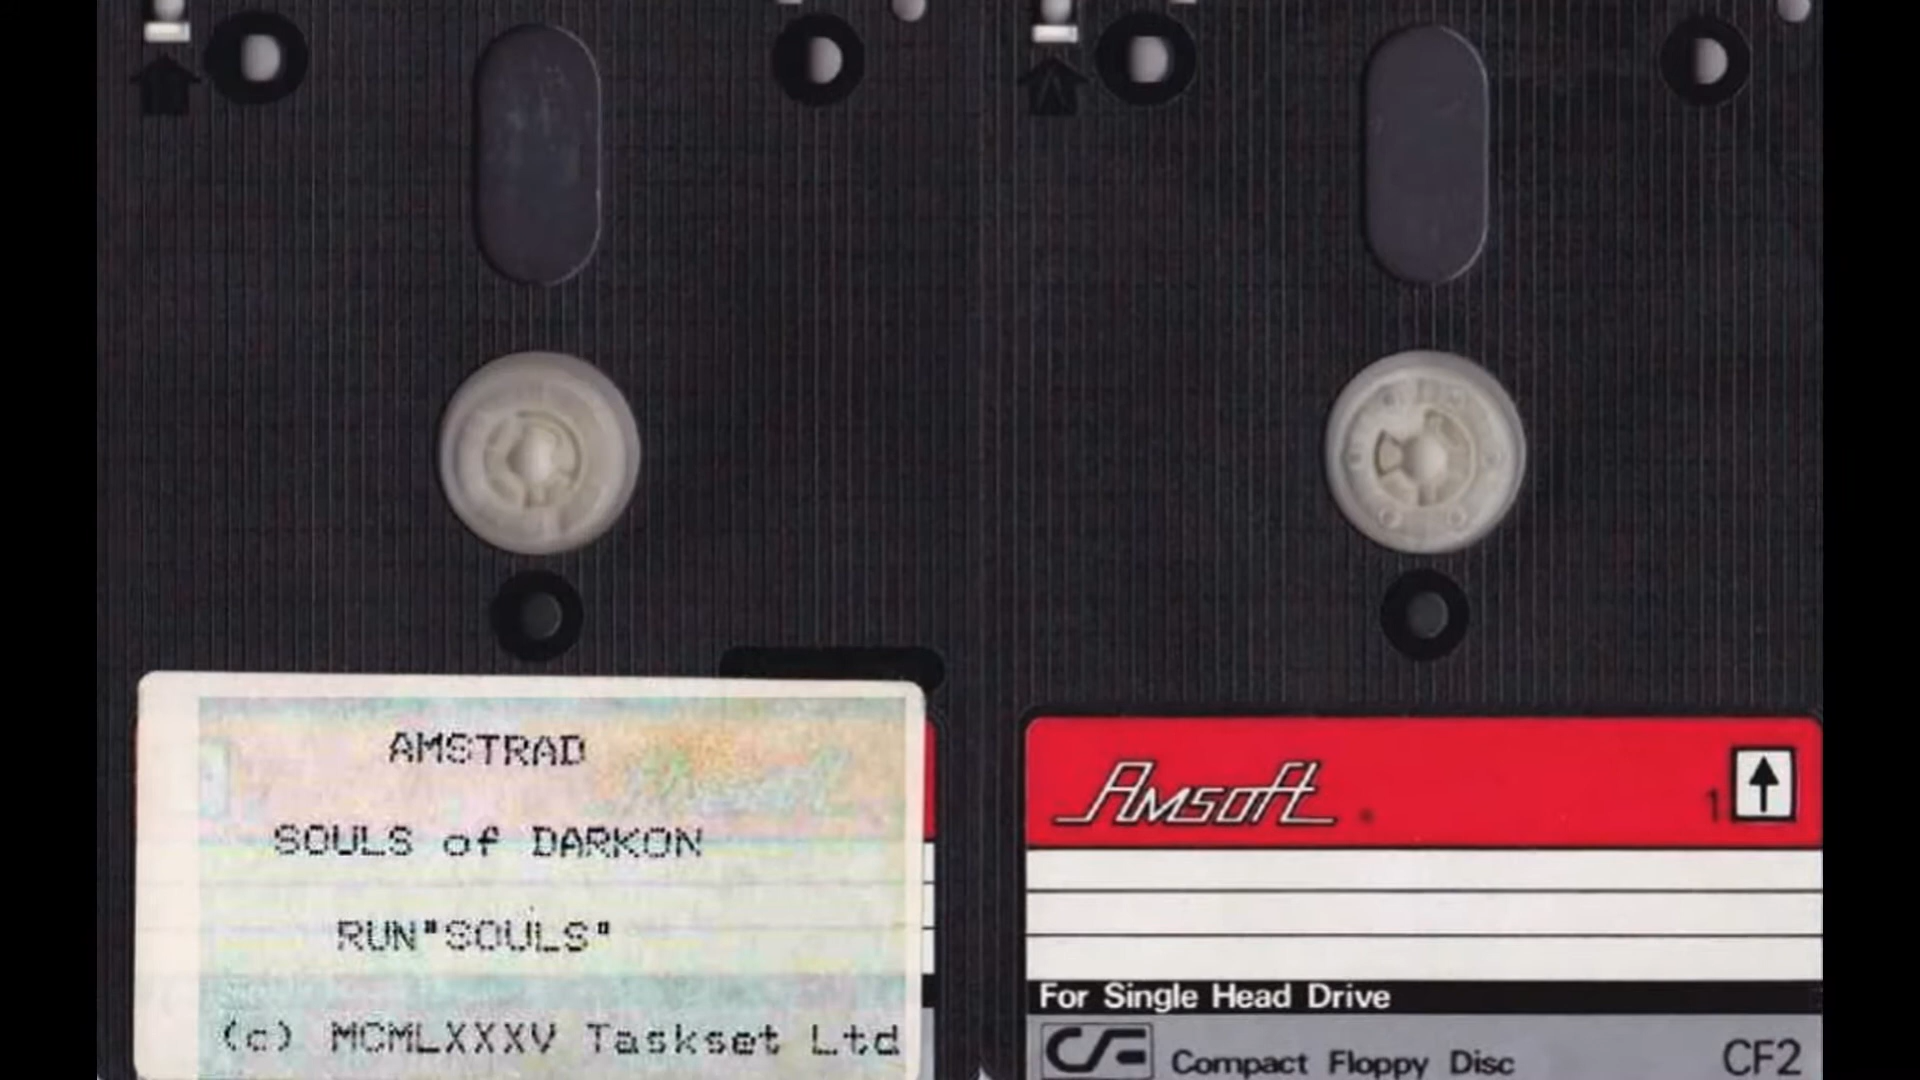 AMSTRAD
SOULS of DARKON
RUN"SOULS"
(c) MCMLXXXV Taskset Ltd
Amsoft
1
For Single Head Drive
CF Compact Floppy Disc CF2